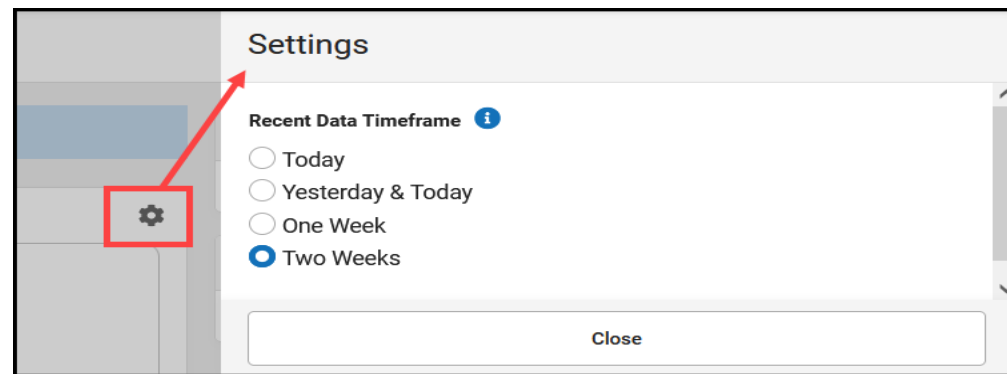 Settings
Recent Data Timeframe
Today
Yesterday & Today
One Week
Two Weeks
Close